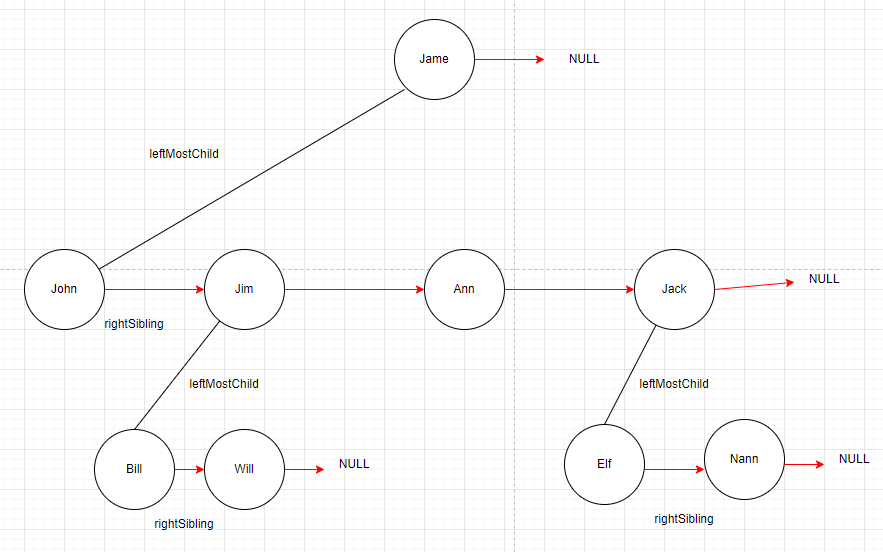 Jame
NULL
leftMostChild
John
Jim
Ann
Jack
NULL
rightSibling
leftMostChild
leftMostChild
Bill
Will
NULL
Elf
Nann
NULL
rightSibling
rightSibling